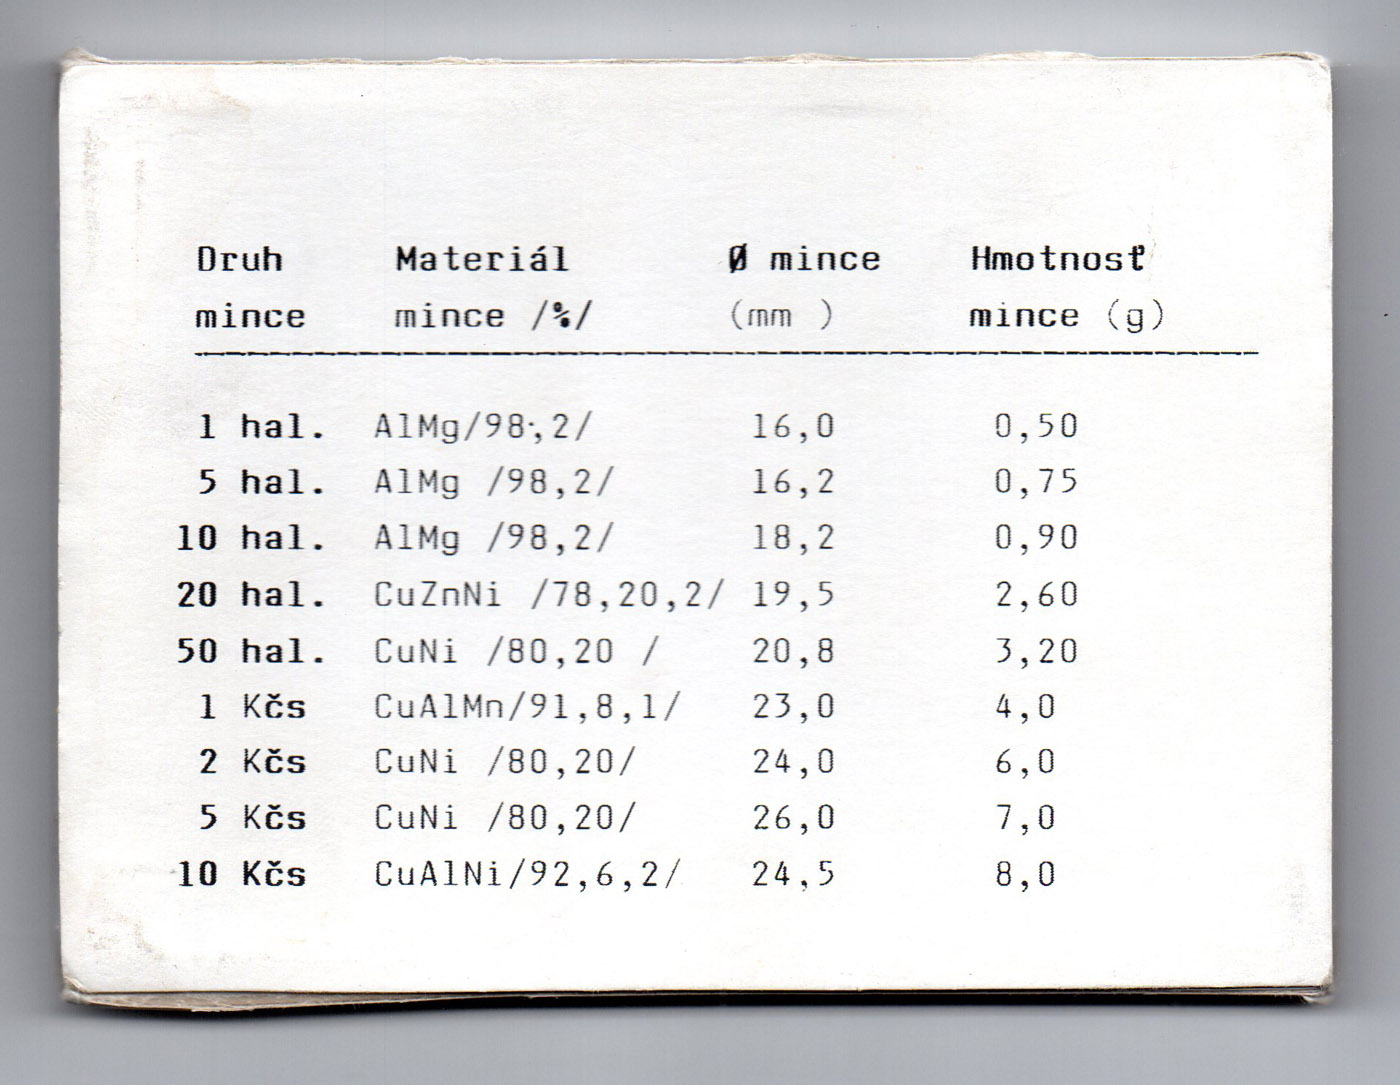 Druh Materiál Ø mince Hmotnosť
mince mince /%/ (mm ) mince (g)
1 hal. AlMg/98,2/ 16,0 0,50
5 hal. AlMg /98,2/ 16,2 0,75
10 hal. AlMg /98,2/ 18,2 0,90
20 hal. CuZnNi /78,20,2/ 19,5 2,60
50 hal. CuNi /80,20 / 20,8 3,20
1 Kčs CuAlMn/91,8,1/ 23,0 4,0
2 Kčs CuNi /80,20/ 24,0 6,0
5 Kčs CuNi /80,20/ 26,0 7,0
10 Kčs CuAlNi/92,6,2/ 24,5 8,0